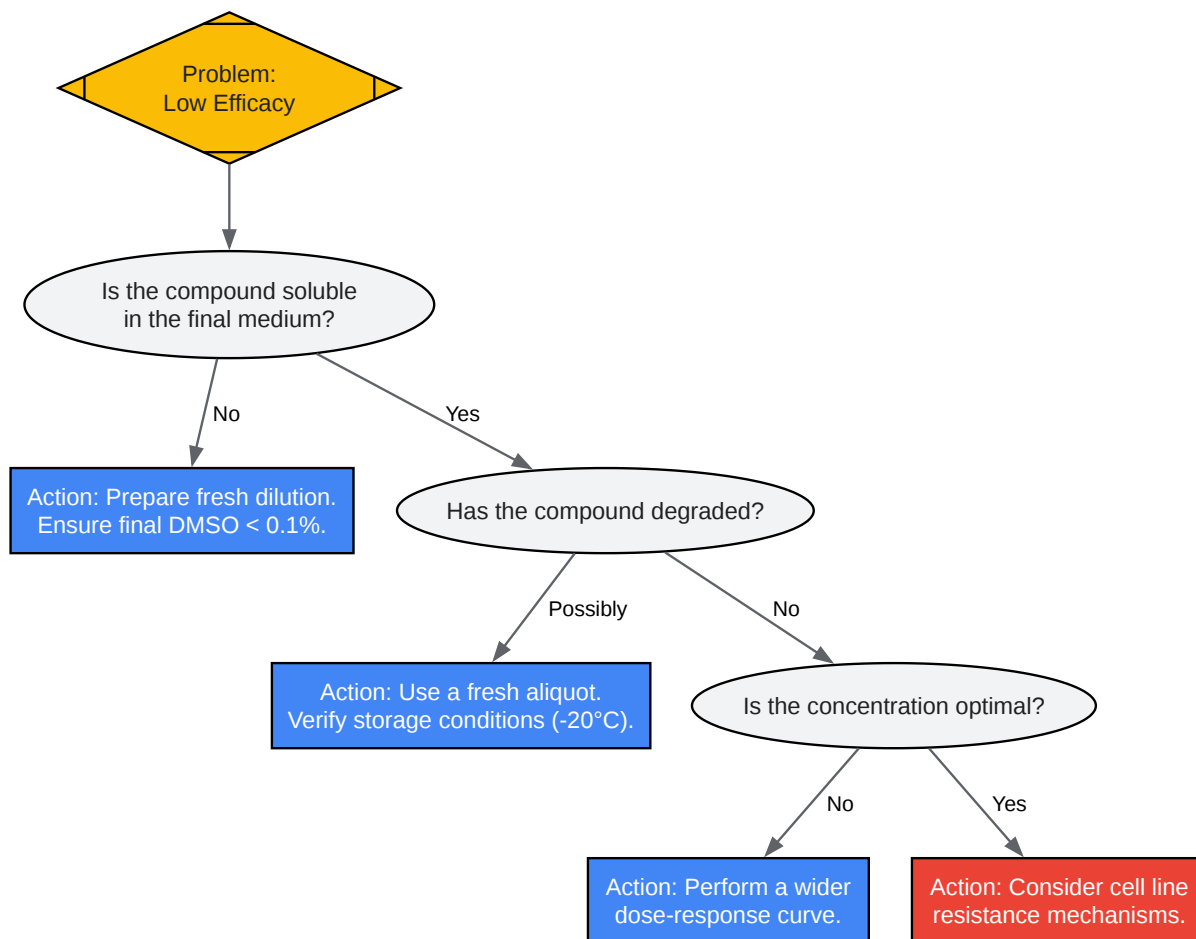 Problem:
Low Efficacy
Is the compound soluble
in the final medium?
No
Yes
Action: Prepare fresh dilution.
Ensure final DMSO < 0.1%.
Has the compound degraded?
Possibly
No
Action: Use a fresh aliquot.
Verify storage conditions (-20°C).
Is the concentration optimal?
No
Yes
Action: Perform a wider
dose-response curve.
Action: Consider cell line
resistance mechanisms.